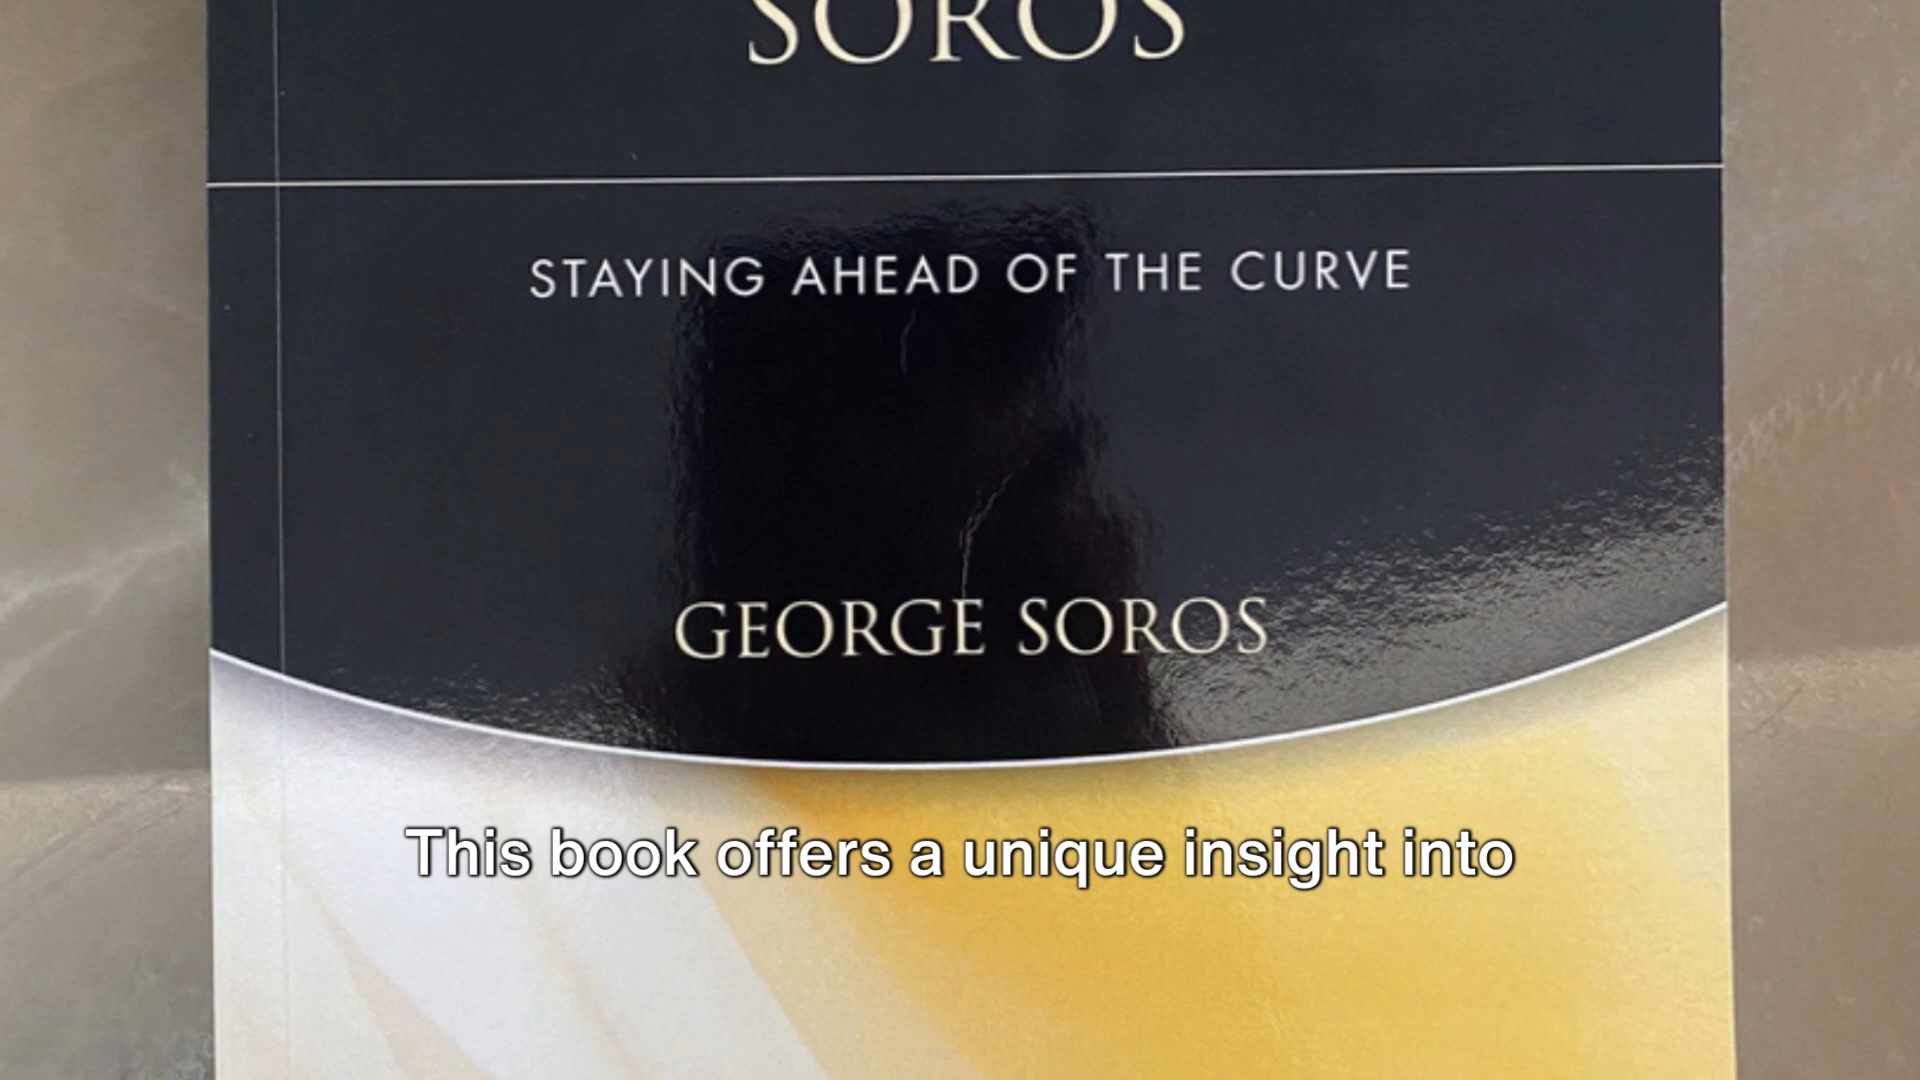 SOROS
STAYING AHEAD OF THE CURVE
GEORGE SOROS
This book offers a unique insight into